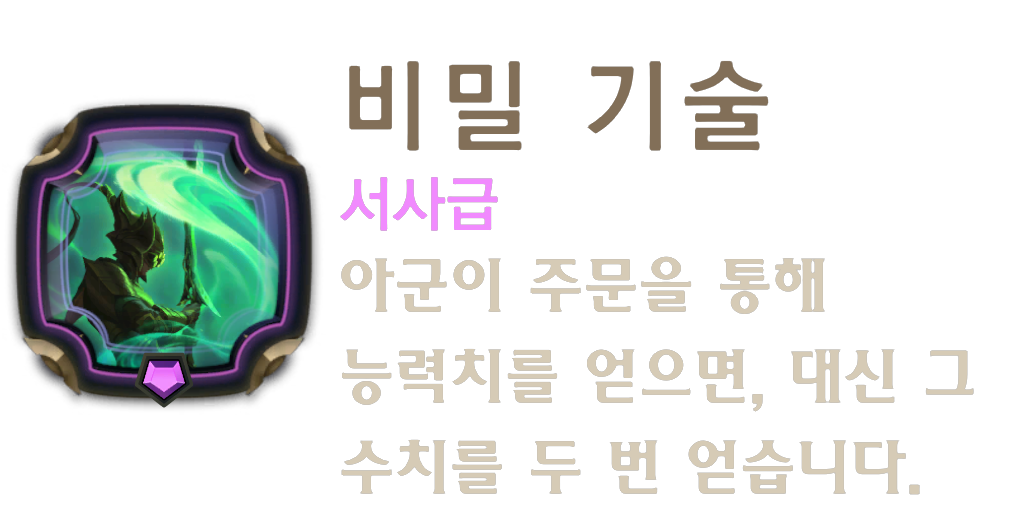 비밀 기술
서사급
아군이 주문을 통해
능력치를 얻으면, 대신 그
수치를 두 번 얻습니다.